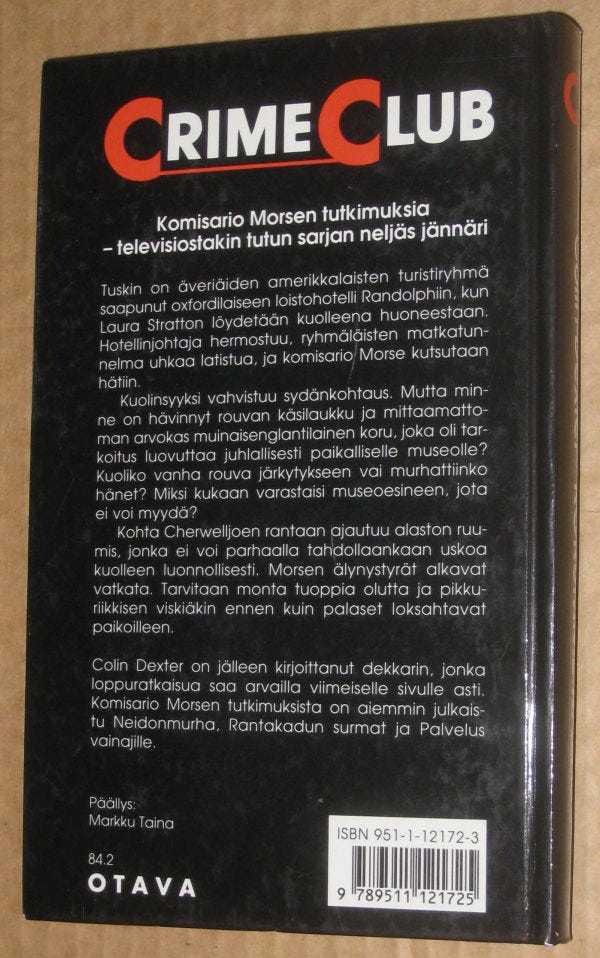 CRIME CLUB
Komisario Morsen tutkimuksia
– televisiostakin tutun sarjan neljäs jännäri
Tuskin on äveriäiden amerikkalaisten turistiryhmä
saapunut oxfordilaiseen loistohotelli Randolphiin, kun
Laura Stratton löydetään kuolleena huoneestaan.
Hotellinjohtaja hermostuu, ryhmäläisten matkatun-
nelma uhkaa latistua, ja komisario Morse kutsutaan
hätiin.
Kuolinsyyksi vahvistuu sydänkohtaus. Mutta min-
ne on hävinnyt rouvan käsilaukku ja mittaamatto-
man arvokas muinaisenglantilainen koru, joka oli tar-
koitus luovuttaa juhlallisesti paikalliselle museolle?
Kuoliko vanha rouva järkytykseen vai murhattiinko
hänet? Miksi kukaan varastaisi museoesineen, jota
ei voi myydä?
Kohta Cherwelljoen rantaan ajautuu alaston ruu-
mis, jonka ei voi parhaalla tahdollaankaan uskoa
kuolleen luonnollisesti. Morsen älynystyrät alkavat
vatkata. Tarvitaan monta tuoppia olutta ja pikku-
riikkisen viskiäkin ennen kuin palaset loksahtavat
paikoilleen.
Colin Dexter on jälleen kirjoittanut dekkarin, jonka
loppuratkaisua saa arvailla viimeiselle sivulle asti.
Komisario Morsen tutkimuksista on aiemmin julkais-
tu Neidonmurha, Rantakadun surmat ja Palvelus
vainajille.
Päällys:
Markku Taina
84.2
OTAVA
ISBN 951-1-12172-3
9 789511 121725